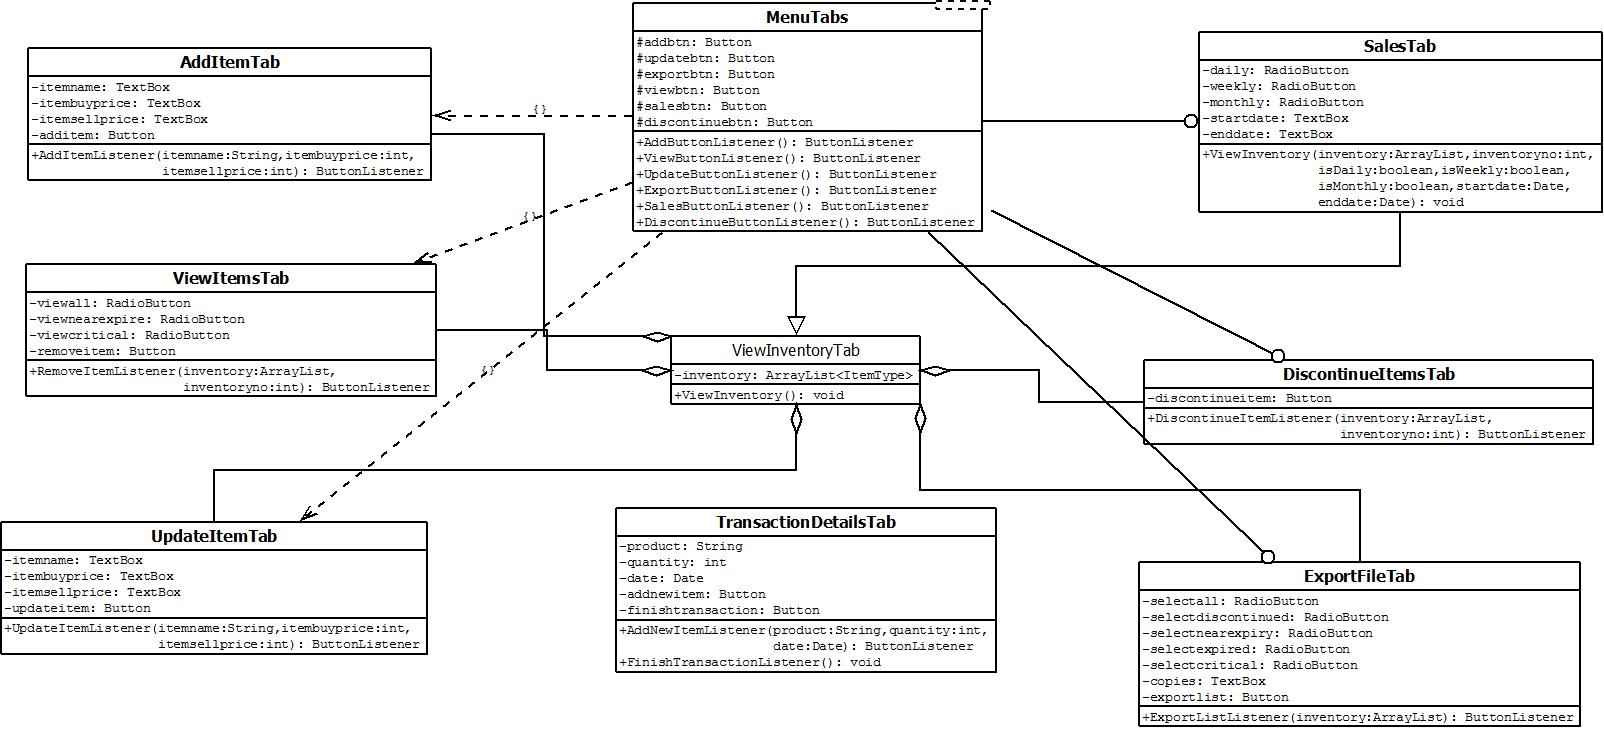 MenuTabs
#addbtn: Button
#updatebtn: Button
#exportbtn: Button
#viewbtn: Button
#salesbtn: Button
#discontinuebtn: Button
+AddButtonListener(): ButtonListener
+ViewButtonListener(): ButtonListener
+UpdateButtonListener(): ButtonListener
+ExportButtonListener(): ButtonListener
+SalesButtonListener(): ButtonListener
+DiscontinueButtonListener(): ButtonListener
AddItemTab
-itemname: TextBox
-itembuyprice: TextBox
-itemsellprice: TextBox
-additem: Button
+AddItemListener(itemname:String,itembuyprice:int,
itemsellprice:int): ButtonListener
{}
SalesTab
-daily: RadioButton
-weekly: RadioButton
-monthly: RadioButton
-startdate: TextBox
-enddate: TextBox
+ViewInventory(inventory:ArrayList,inventoryno:int,
isDaily:boolean,isWeekly:boolean,
isMonthly:boolean,startdate:Date,
enddate:Date): void
{}
ViewItemsTab
-viewall: RadioButton
-viewnearexpire: RadioButton
-viewcritical: RadioButton
-removeitem: Button
+RemoveItemListener(inventory:ArrayList,
inventoryno:int): ButtonListener
{}
ViewInventoryTab
-inventory: ArrayList<ItemType>
+ViewInventory(): void
DiscontinueItemsTab
-discontinueitem: Button
+DiscontinueItemListener(inventory:ArrayList,
inventoryno:int): ButtonListener
UpdateItemTab
-itemname: TextBox
-itembuyprice: TextBox
-itemsellprice: TextBox
-updateitem: Button
+UpdateItemListener(itemname:String,itembuyprice:int,
itemsellprice:int): ButtonListener
TransactionDetailsTab
-product: String
-quantity: int
-date: Date
-addnewitem: Button
-finishtransaction: Button
+AddNewItemListener(product:String,quantity:int,
date:Date): ButtonListener
+FinishTransactionListener(): void
ExportFileTab
-selectall: RadioButton
-selectdiscontinued: RadioButton
-selectnearexpiry: RadioButton
-selectexpired: RadioButton
-selectcritical: RadioButton
-copies: TextBox
-exportlist: Button
+ExportListListener(inventory:ArrayList): ButtonListener